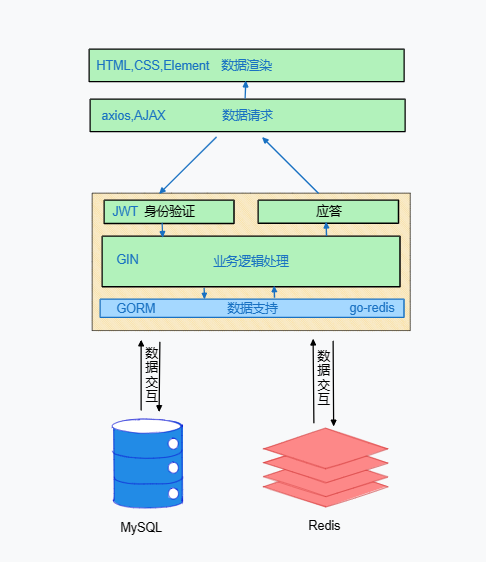 HTML,CSS,Element 数据渲染
axios,AJAX 数据请求
JWT 身份验证
应答
GIN 业务逻辑处理
GORM 数据支持 go-redis
数据交互
数据交互
MySQL
Redis